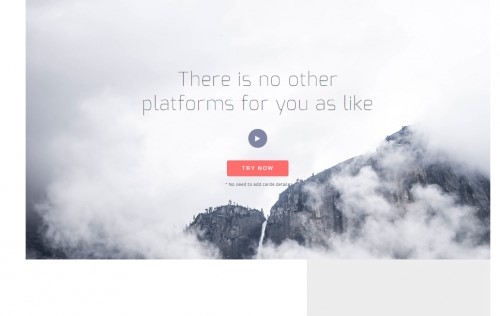 There is no other
platforms for you as like
TRY NOW
* No need to add cards details